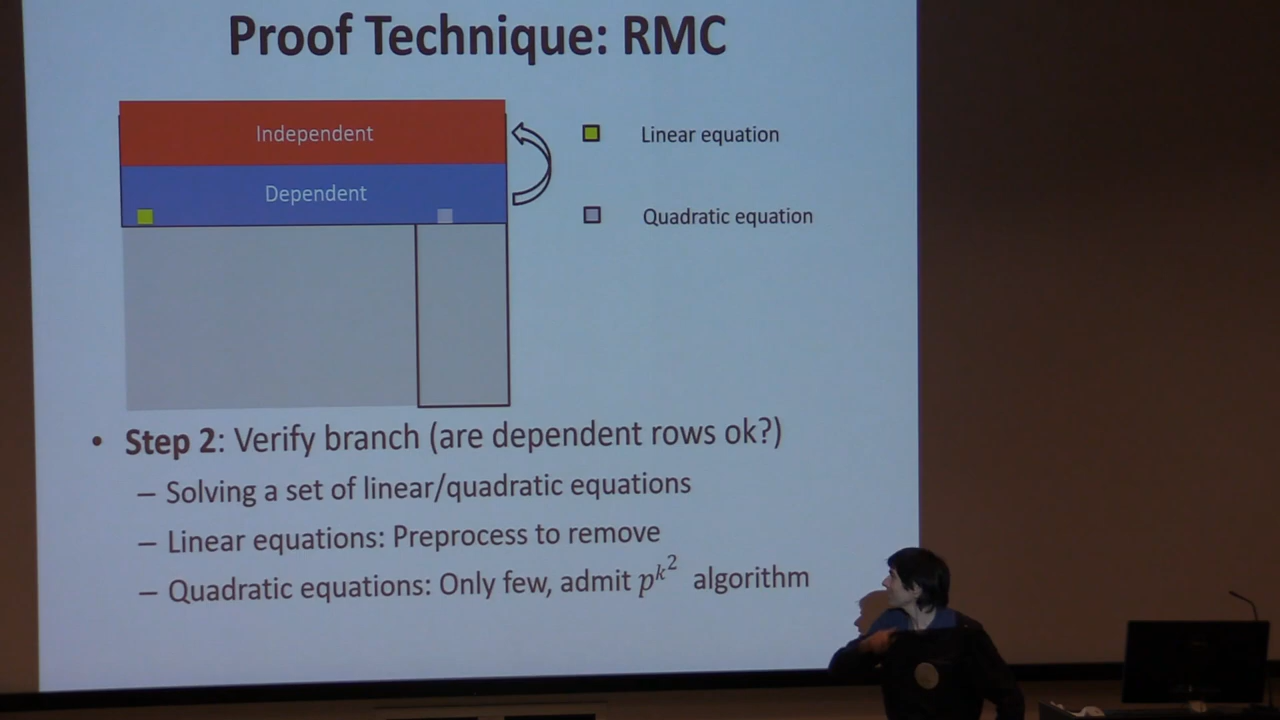 Proof Technique: RMC
Independent
Linear equation
Dependent
Quadratic equation
• Step 2: Verify branch (are dependent rows ok?)
– Solving a set of linear/quadratic equations
– Linear equations: Preprocess to remove
– Quadratic equations: Only few, admit p^{k^2} algorithm